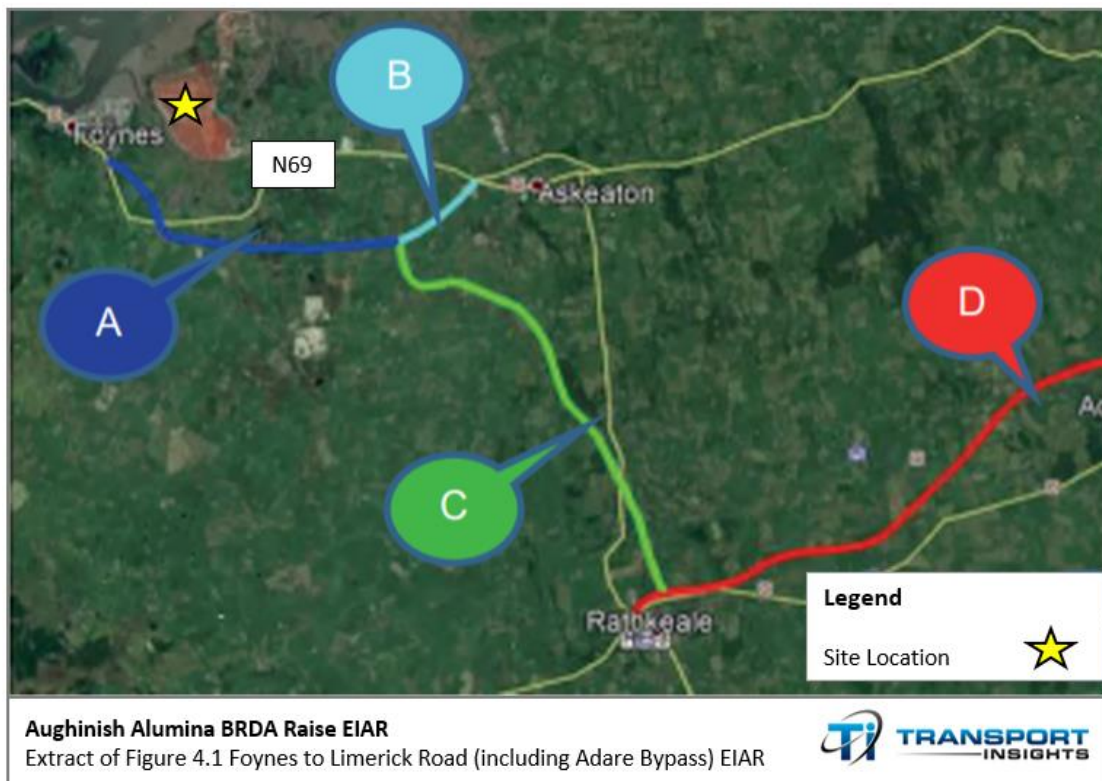 B
Foynes
N69
Askeaton
A
D
C
Rathkeale
Legend
Site Location
Aughinish Alumina BRDA Raise EIAR
Extract of Figure 4.1 Foynes to Limerick Road (including Adare Bypass) EIAR
Ti TRANSPORT
INSIGHTS